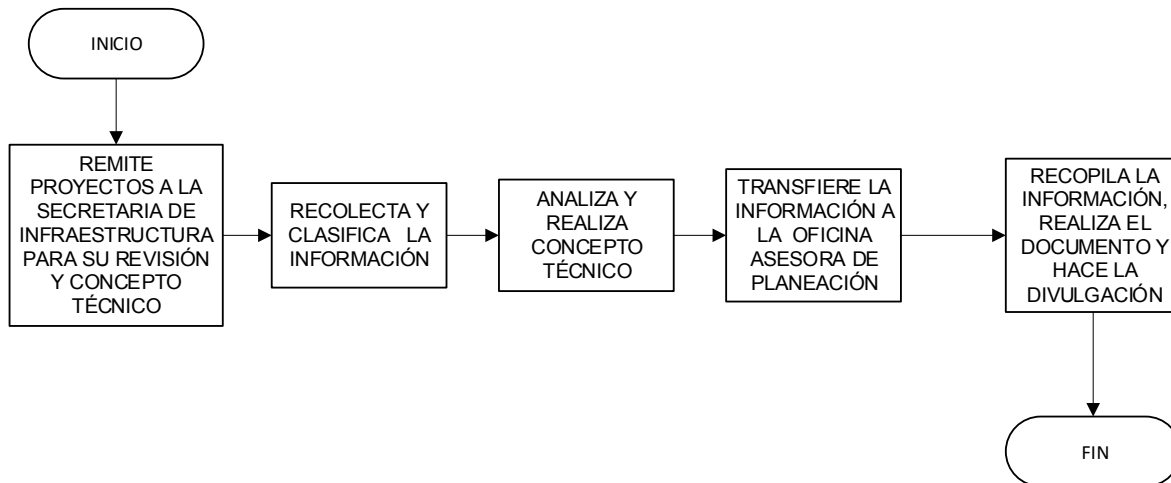 INICIO
REMITE
PROYECTOS A LA
SECRETARIA DE
INFRAESTRUCTURA
PARA SU REVISIÓN
Y CONCEPTO
TÉCNICO
RECOLECTA Y
CLASIFICA LA
INFORMACIÓN
ANALIZA Y
REALIZA
CONCEPTO
TÉCNICO
TRANSFIERE LA
INFORMACIÓN A
LA OFICINA
ASESORA DE
PLANEACIÓN
RECOPILA LA
INFORMACIÓN,
REALIZA EL
DOCUMENTO Y
HACE LA
DIVULGACIÓN
FIN